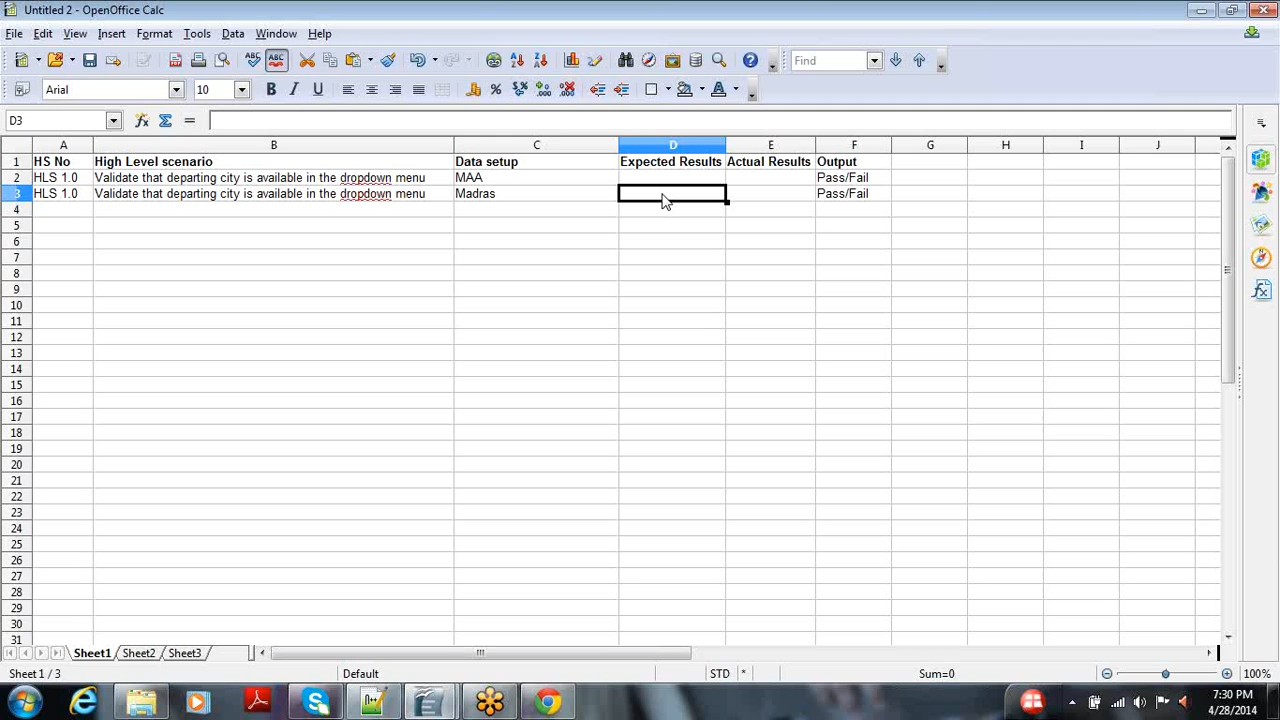 Untitled 2 - OpenOffice Calc
File Edit View Insert Format Tools Data Window Help
Find
Arial 10
D3
A B C D E F G H I J
1 HS No High Level scenario Data setup Expected Results Actual Results Output
2 HLS 1.0 Validate that departing city is available in the dropdown menu MAA Pass/Fail
3 HLS 1.0 Validate that departing city is available in the dropdown menu Madras Pass/Fail
4
5
6
7
8
9
10
11
12
13
14
15
16
17
18
19
20
21
22
23
24
25
26
27
28
29
30
31
Sheet1 Sheet2 Sheet3
Sheet 1 / 3 Default STD * Sum=0 100%
7:30 PM
4/28/2014